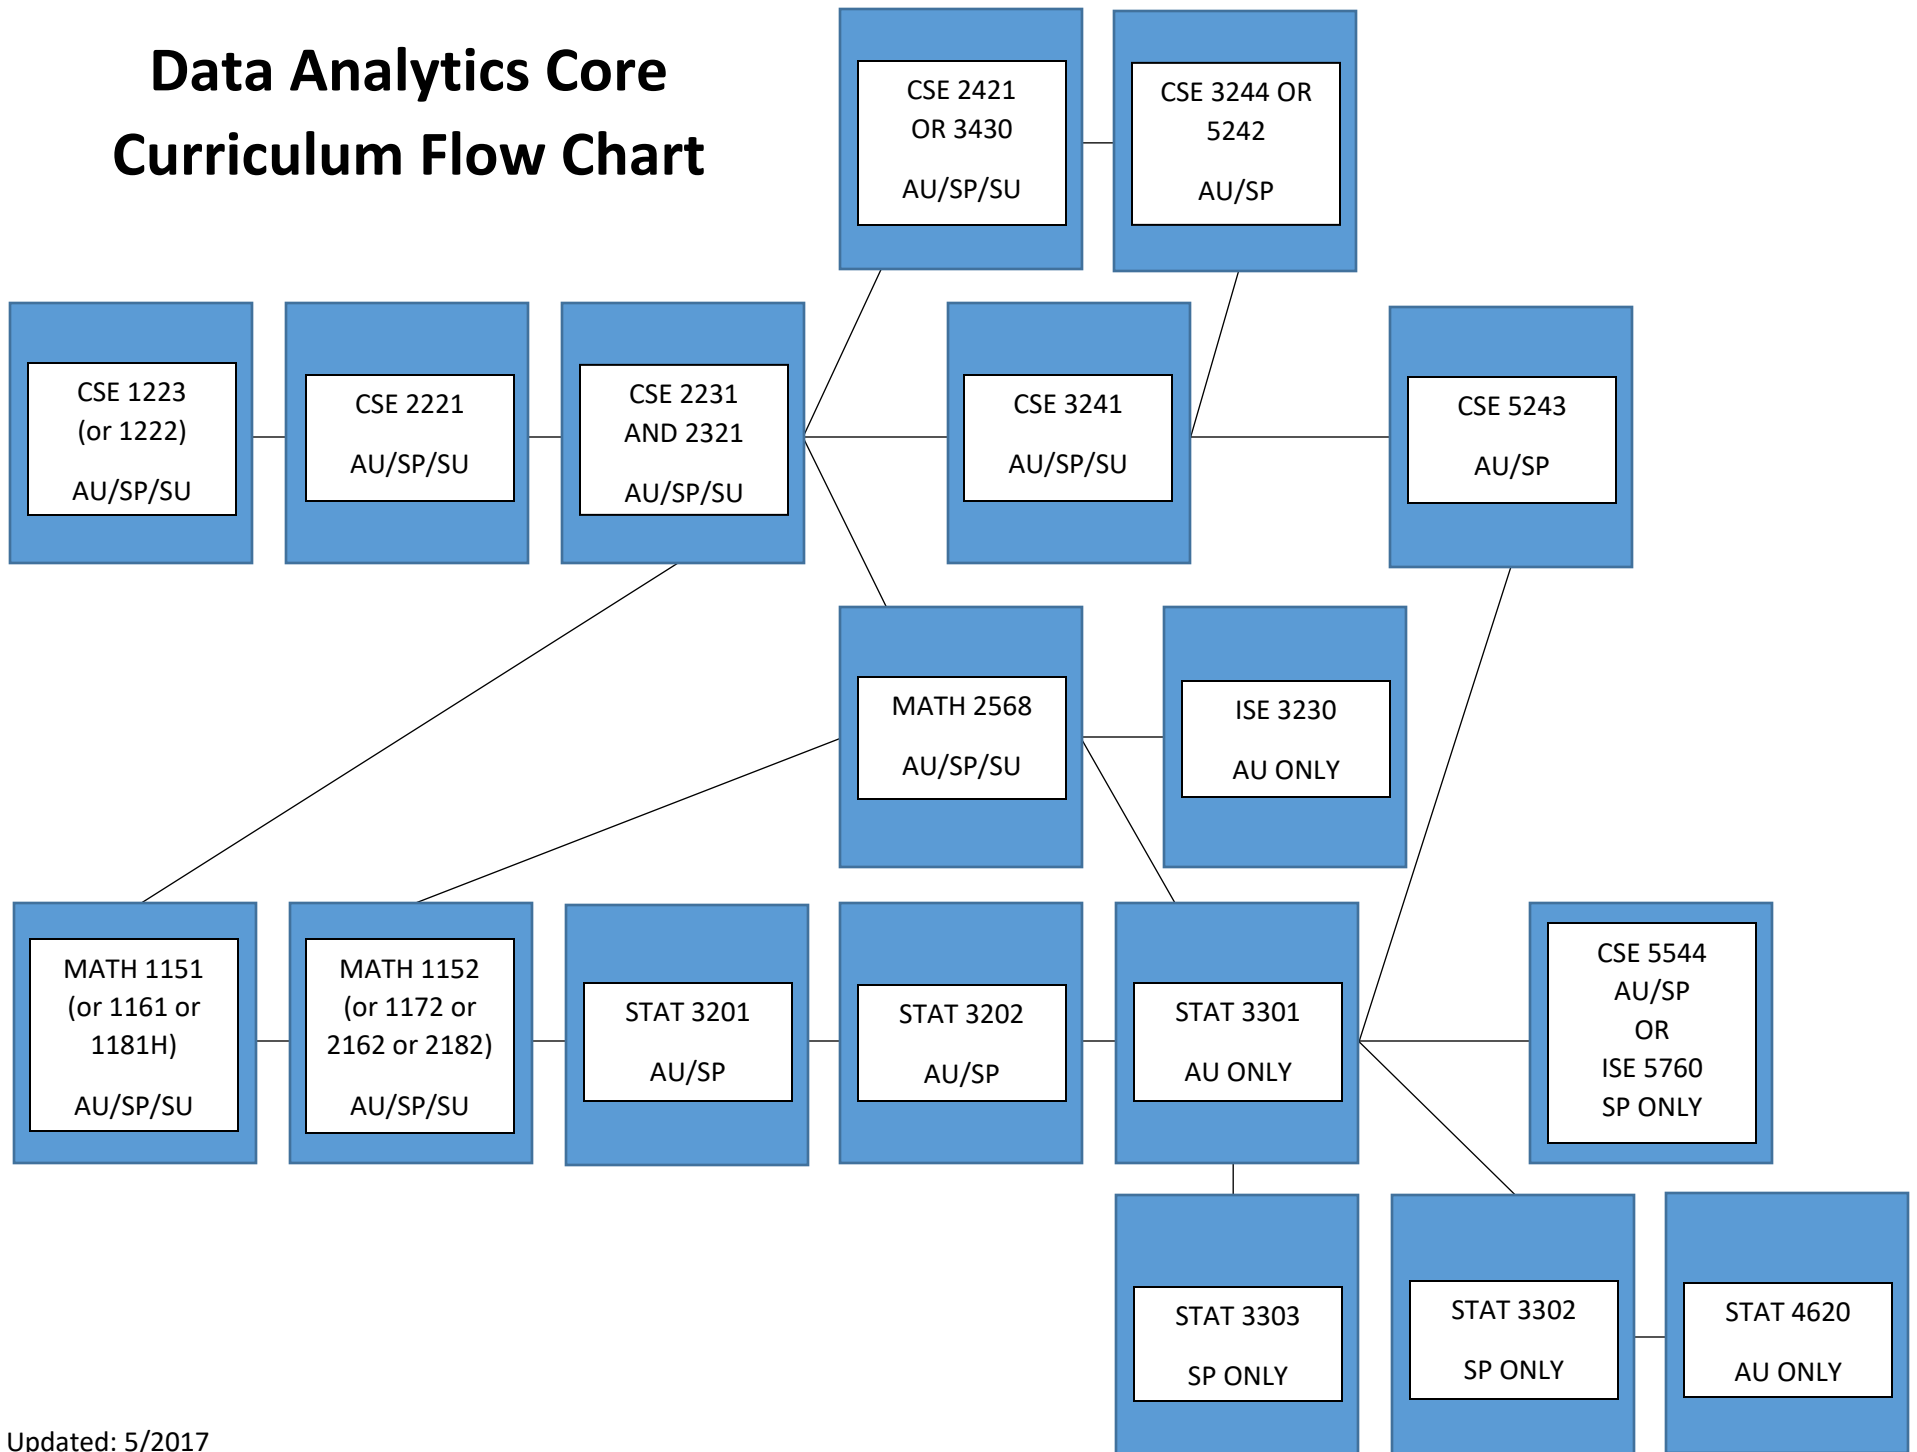 Data Analytics Core
Curriculum Flow Chart
CSE 2421
OR 3430
AU/SP/SU
CSE 3244 OR
5242
AU/SP
CSE 1223
(or 1222)
AU/SP/SU
CSE 2221
AU/SP/SU
CSE 2231
AND 2321
AU/SP/SU
CSE 3241
AU/SP/SU
CSE 5243
AU/SP
MATH 2568
AU/SP/SU
ISE 3230
AU ONLY
MATH 1151
(or 1161 or
1181H)
AU/SP/SU
MATH 1152
(or 1172 or
2162 or 2182)
AU/SP/SU
STAT 3201
AU/SP
STAT 3202
AU/SP
STAT 3301
AU ONLY
CSE 5544
AU/SP
OR
ISE 5760
SP ONLY
STAT 3303
SP ONLY
STAT 3302
SP ONLY
STAT 4620
AU ONLY
Updated: 5/2017